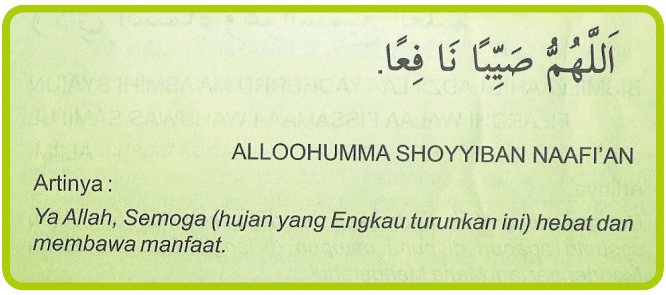 اَللَّهُمُّ صَيِّبًا نَا فِعًا.
ALLOOHUMMA SHOYYIBAN NAAFI'AN
Artinya :
Ya Allah, Semoga (hujan yang Engkau turunkan ini) hebat dan
membawa manfaat.